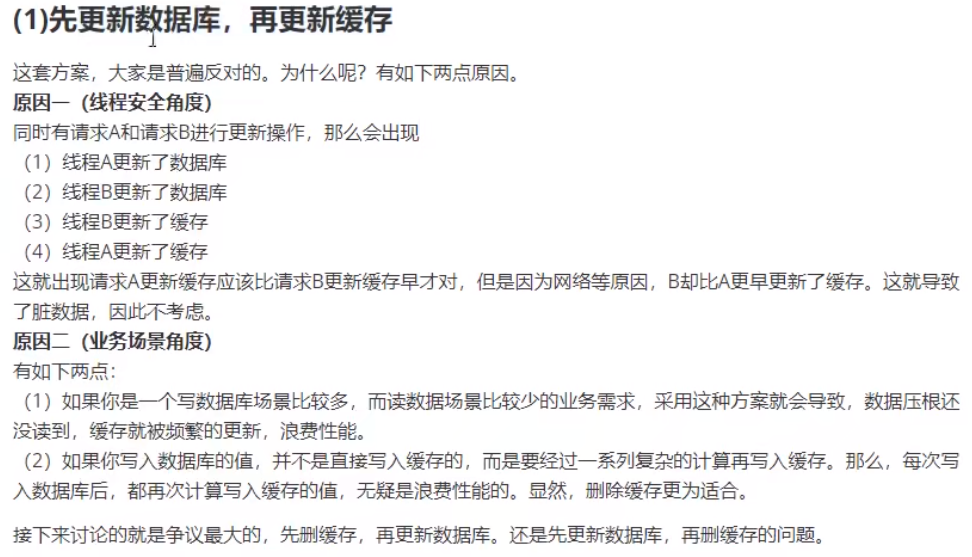 (1)先更新数据库，再更新缓存
这套方案，大家是普遍反对的。为什么呢？有如下两点原因。
原因一（线程安全角度）
同时有请求A和请求B进行更新操作，那么会出现
（1）线程A更新了数据库
（2）线程B更新了数据库
（3）线程B更新了缓存
（4）线程A更新了缓存
这就出现请求A更新缓存应该比请求B更新缓存早才对，但是因为网络等原因，B却比A更早更新了缓存。这就导致
了脏数据，因此不考虑。
原因二（业务场景角度）
有如下两点：
（1）如果你是一个写数据库场景比较多，而读数据场景比较少的业务需求，采用这种方案就会导致，数据压根还
没读到，缓存就被频繁的更新，浪费性能。
（2）如果你写入数据库的值，并不是直接写入缓存的，而是要经过一系列复杂的计算再写入缓存。那么，每次写
入数据库后，都再次计算写入缓存的值，无疑是浪费性能的。显然，删除缓存更为适合。
接下来讨论的就是争议最大的，先删缓存，再更新数据库。还是先更新数据库，再删缓存的问题。